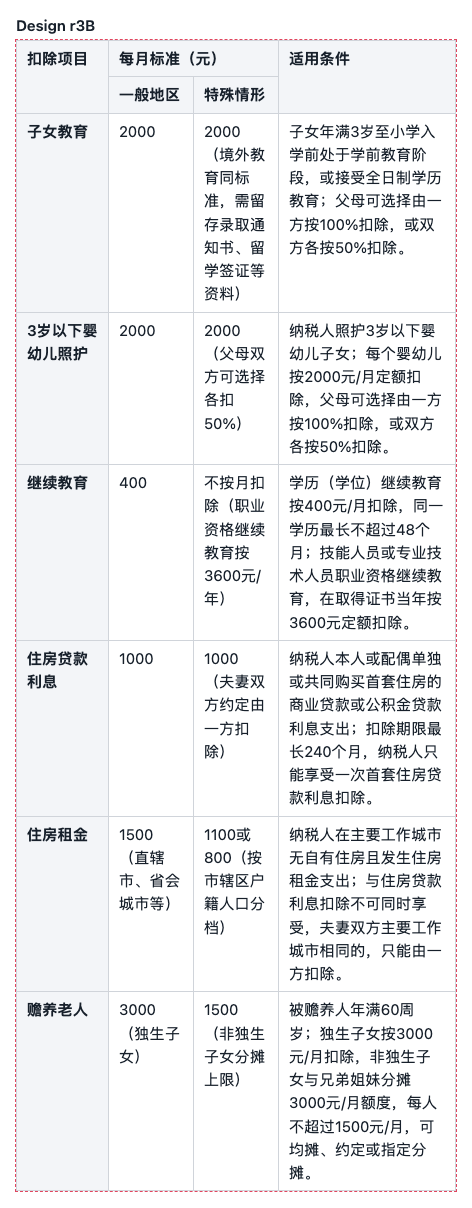 Design r3B
扣除项目
每月标准（元）
适用条件
一般地区
特殊情形
子女教育
2000
2000
（境外教
育同标
准，需留
存录取通
知书、留
学签证等
资料）
子女年满3岁至小学入
学前处于学前教育阶
段，或接受全日制学历
教育；父母可选择由一
方按100%扣除，或双
方各按50%扣除。
3岁以下婴
幼儿照护
2000
2000
（父母双
方可选择
各扣
50%）
纳税人照护3岁以下婴
幼儿子女；每个婴幼儿
按2000元/月定额扣
除，父母可选择由一方
按100%扣除，或双方
各按50%扣除。
继续教育
400
不按月扣
除（职业
资格继续
教育按
3600元/
年）
学历（学位）继续教育
按400元/月扣除，同一
学历最长不超过48个
月；技能人员或专业技
术人员职业资格继续教
育，在取得证书当年按
3600元定额扣除。
住房贷款
利息
1000
1000
（夫妻双
方约定由
一方扣
除）
纳税人本人或配偶单独
或共同购买首套住房的
商业贷款或公积金贷款
利息支出；扣除期限最
长240个月，纳税人只
能享受一次首套住房贷
款利息扣除。
住房租金
1500
（直辖
市、省会
城市等）
1100或
800（按
市辖区户
籍人口分
档）
纳税人在主要工作城市
无自有住房且发生住房
租金支出；与住房贷款
利息扣除不可同时享
受，夫妻双方主要工作
城市相同的，只能由一
方扣除。
赡养老人
3000
（独生子
女）
1500
（非独生
子女分摊
上限）
被赡养人年满60周
岁；独生子女按3000
元/月扣除，非独生子
女与兄弟姐妹分摊
3000元/月额度，每人
不超过1500元/月，可
均摊、约定或指定分
摊。